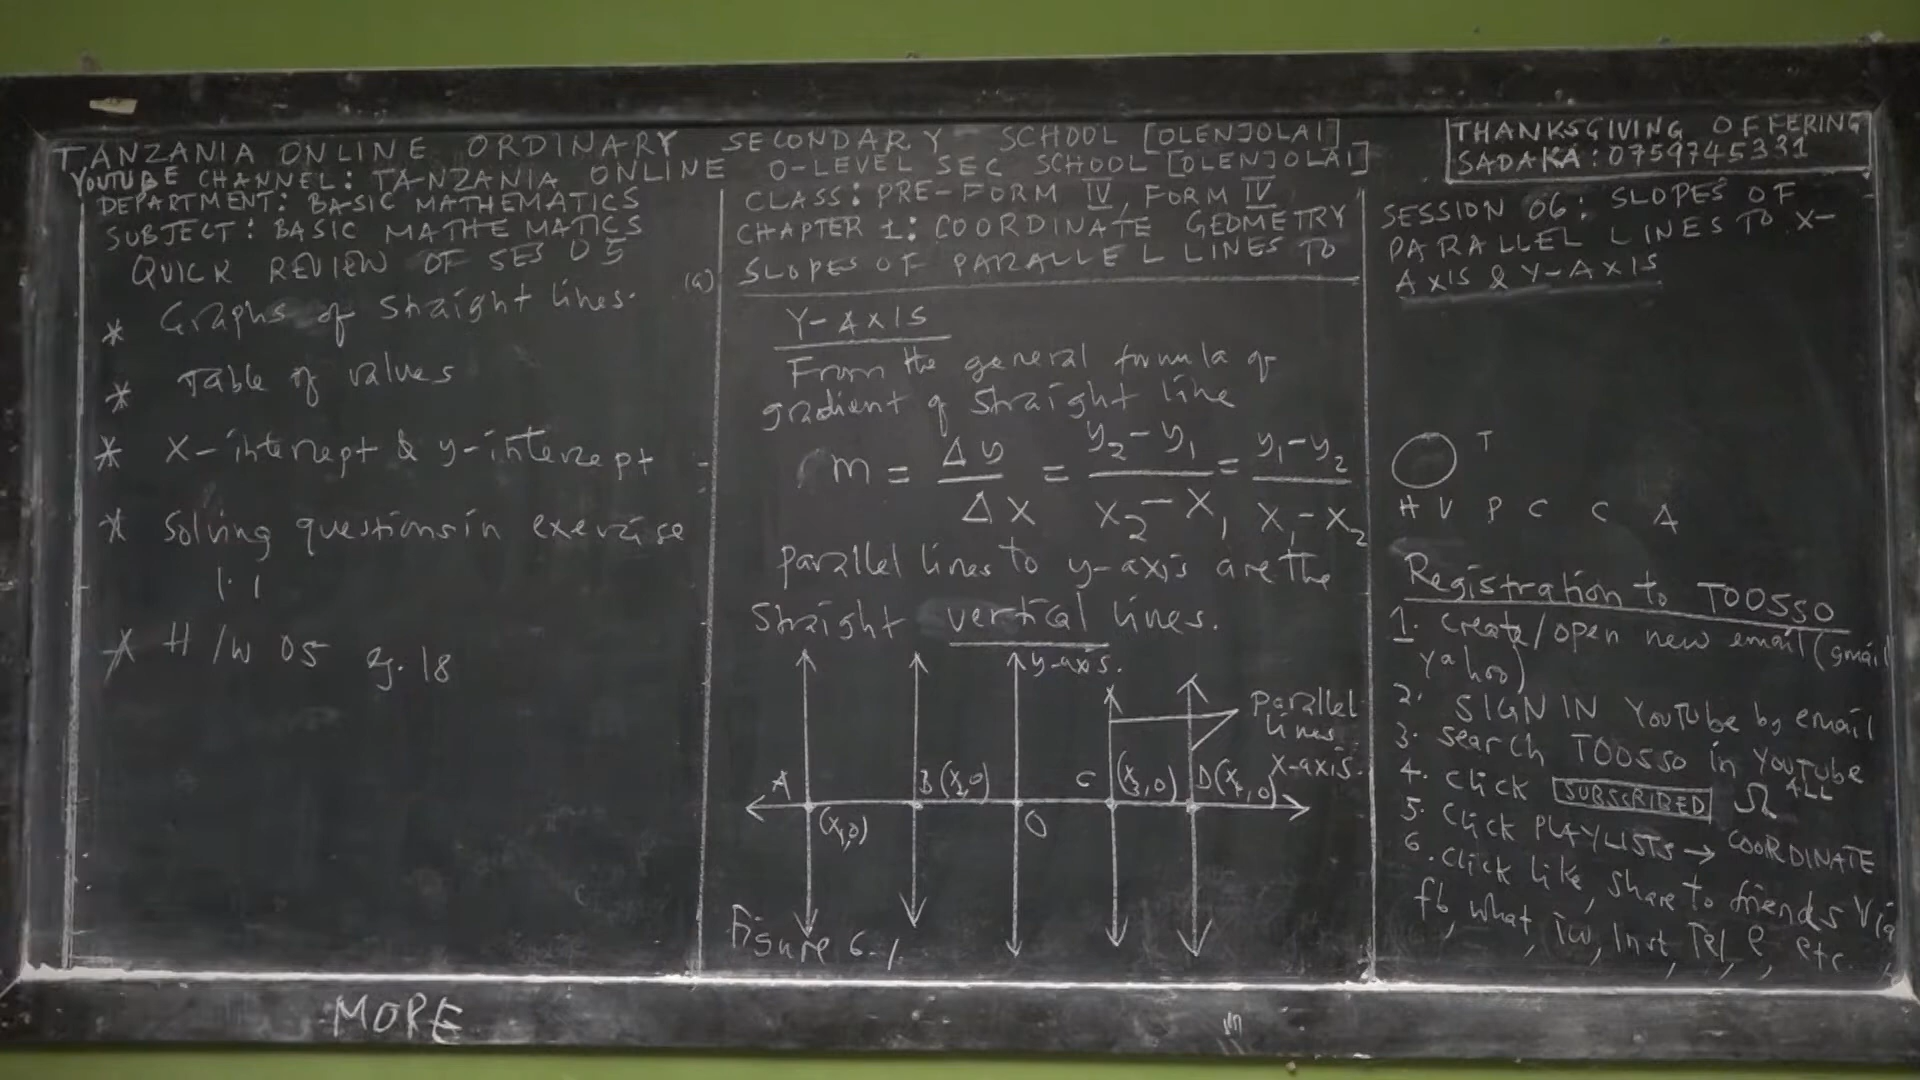 TANZANIA ONLINE ORDINARY SECONDARY SCHOOL [OLENJOLAI]
YOUTUBE CHANNEL: TANZANIA ONLINE O-LEVEL SEC SCHOOL [OLENJOLAI]
THANKSGIVING OFFERING
SADAKA: 0759745331
DEPARTMENT: BASIC MATHEMATICS
SUBJECT: BASIC MATHEMATICS
QUICK REVIEW OF SES 05
* Graphs of straight lines.
* Table of values
* X-intercept & y-intercept
* Solving questions in exercise
1.1
* H/W 05 g. 18
CLASS: PRE-FORM IV, FORM IV
CHAPTER 1: COORDINATE GEOMETRY
(a) SLOPES OF PARALLEL LINES TO
Y-AXIS
From the general formula of
gradient of straight line
m = Δy/Δx = y₂-y₁/x₂-x₁ = y₁-y₂/x₁-x₂
parallel lines to y-axis are the
straight vertical lines.
y-axis.
parallel
lines
x-axis.
A B(x₂,0) C (x₃,0) D(x₄,0)
(x₁,0) O
Figure 6.1
SESSION 06: SLOPES OF
PARALLEL LINES TO X-
AXIS & Y-AXIS
T
H V P C C A
Registration to TOOSSO
1. Create/open new email (gmail
yahoo)
2. SIGN IN YouTube by email
3. Search TOOSSO in YouTube
4. Click SUBSCRIBED ALL
5. Click PLAYLISTS → COORDINATE
6. Click like, share to friends via
fb, what, tw, Inst, Tel, e, etc.
MORE